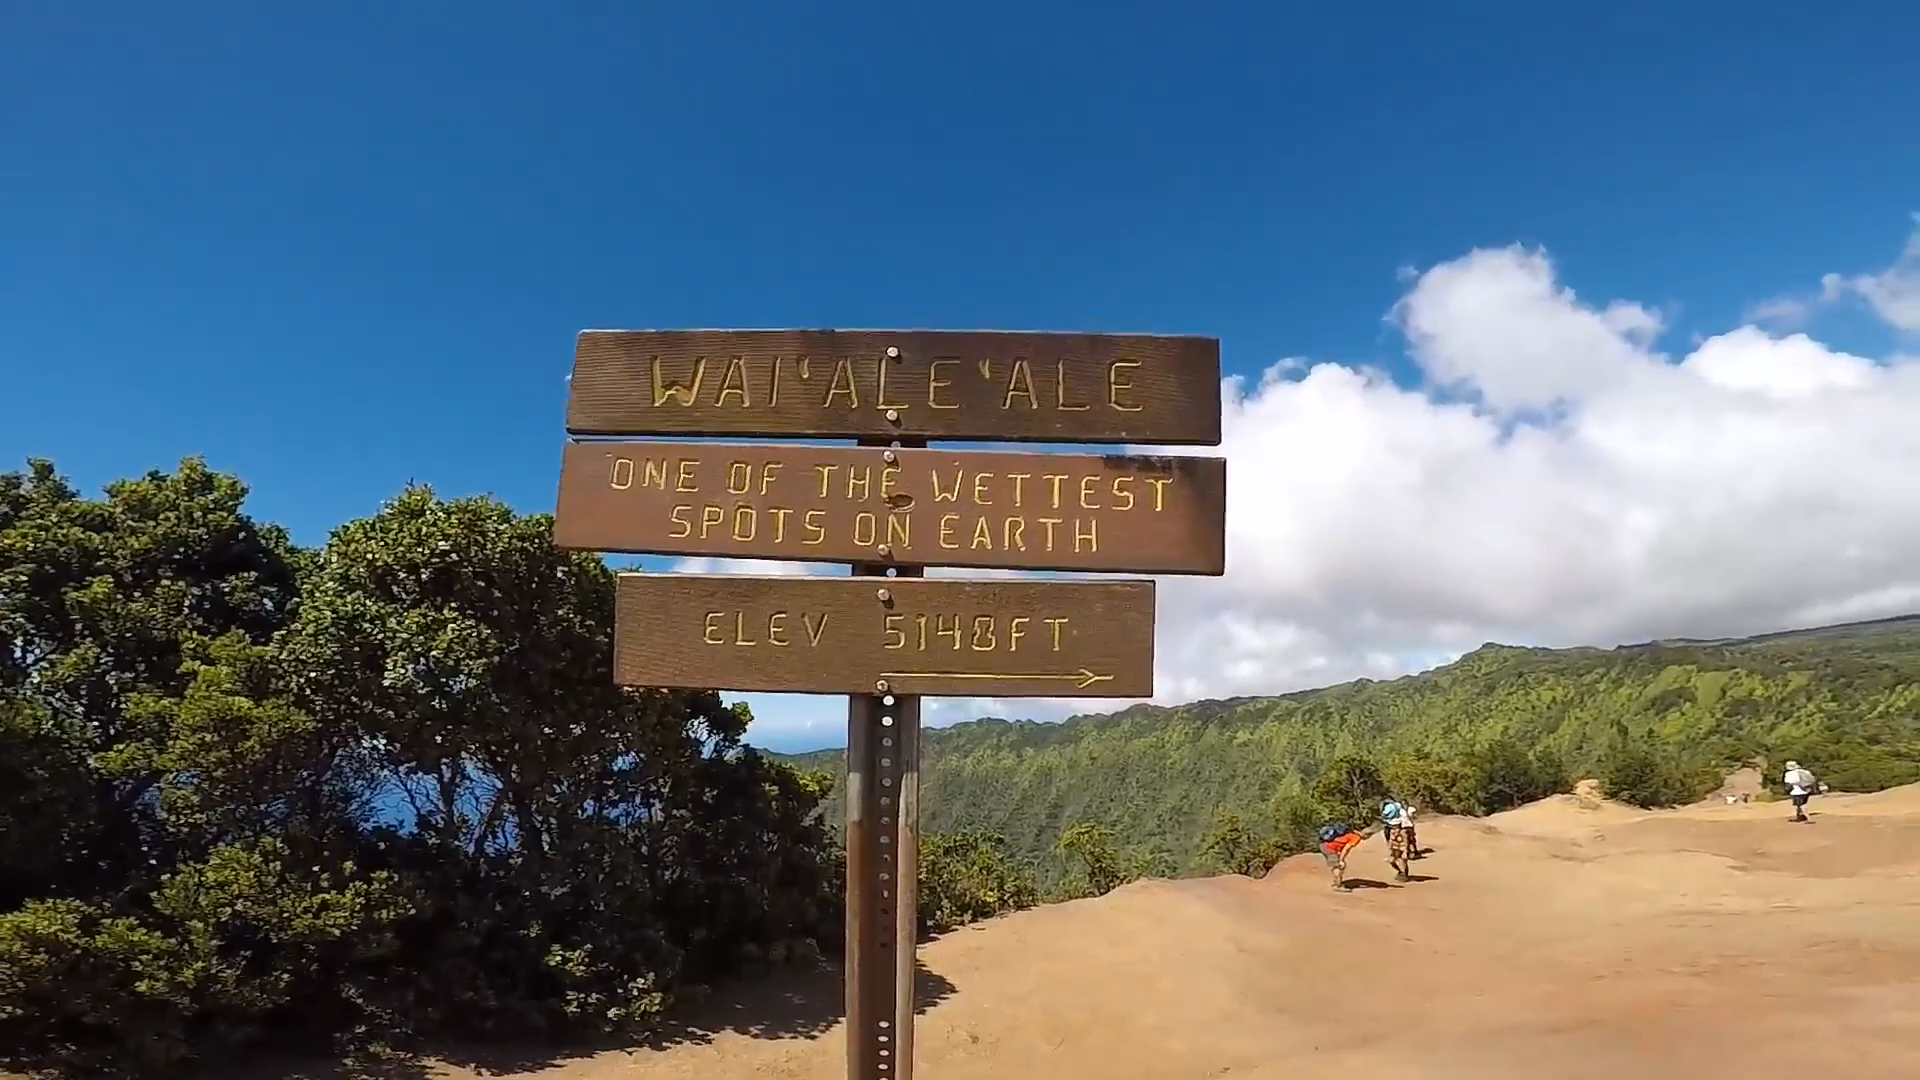 WAI‘ALE‘ALE
ONE OF THE WETTEST
SPOTS ON EARTH
ELEV 5148FT